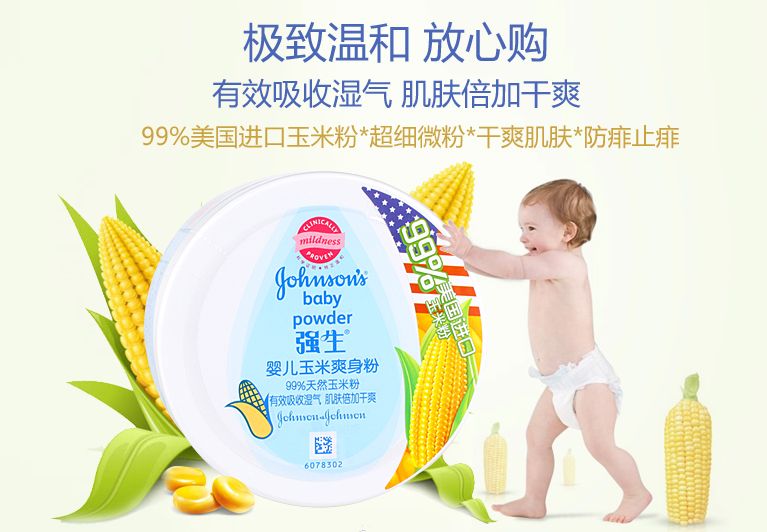 极致温和 放心购
有效吸收湿气 肌肤倍加干爽
99%美国进口玉米粉*超细微粉*干爽肌肤*防痱止痱
CLINICALLY
mildness
PROVEN
Johnson's®
baby
powder
强生®
婴儿玉米爽身粉
99%天然玉米粉
有效吸收湿气 肌肤倍加干爽
Johnson & Johnson
6078302
99%美国进口
玉米粉